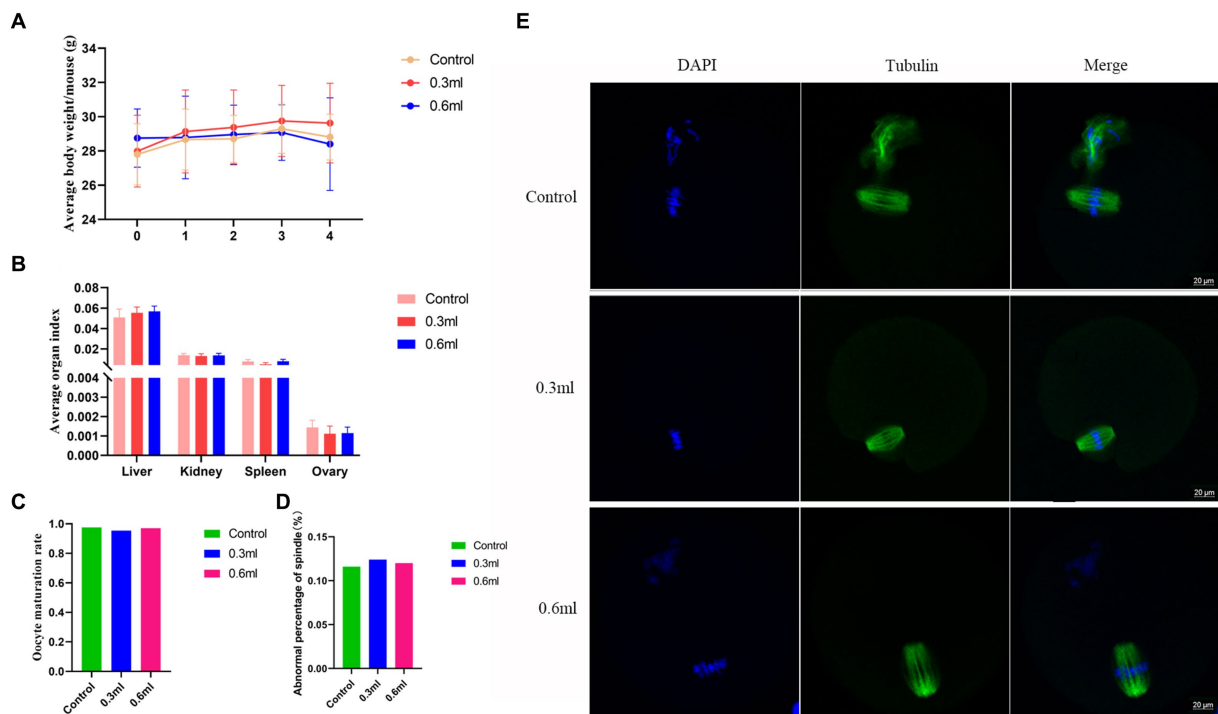 A
Average body weight/mouse (g)
34
32
30
28
26
24
0 1 2 3 4
Control
0.3ml
0.6ml
B
Average organ index
0.08
0.06
0.04
0.02
0.004
0.003
0.002
0.001
0.000
Liver Kidney Spleen Ovary
Control
0.3ml
0.6ml
C
Oocyte maturation rate
1.0
0.8
0.6
0.4
0.2
0.0
Control 0.3ml 0.6ml
Control
0.3ml
0.6ml
D
Abnormal percentage of spindle(%)
0.15
0.10
0.05
0.00
Control 0.3ml 0.6ml
Control
0.3ml
0.6ml
E
DAPI Tubulin Merge
Control
20 μm
0.3ml
20 μm
0.6ml
20 μm